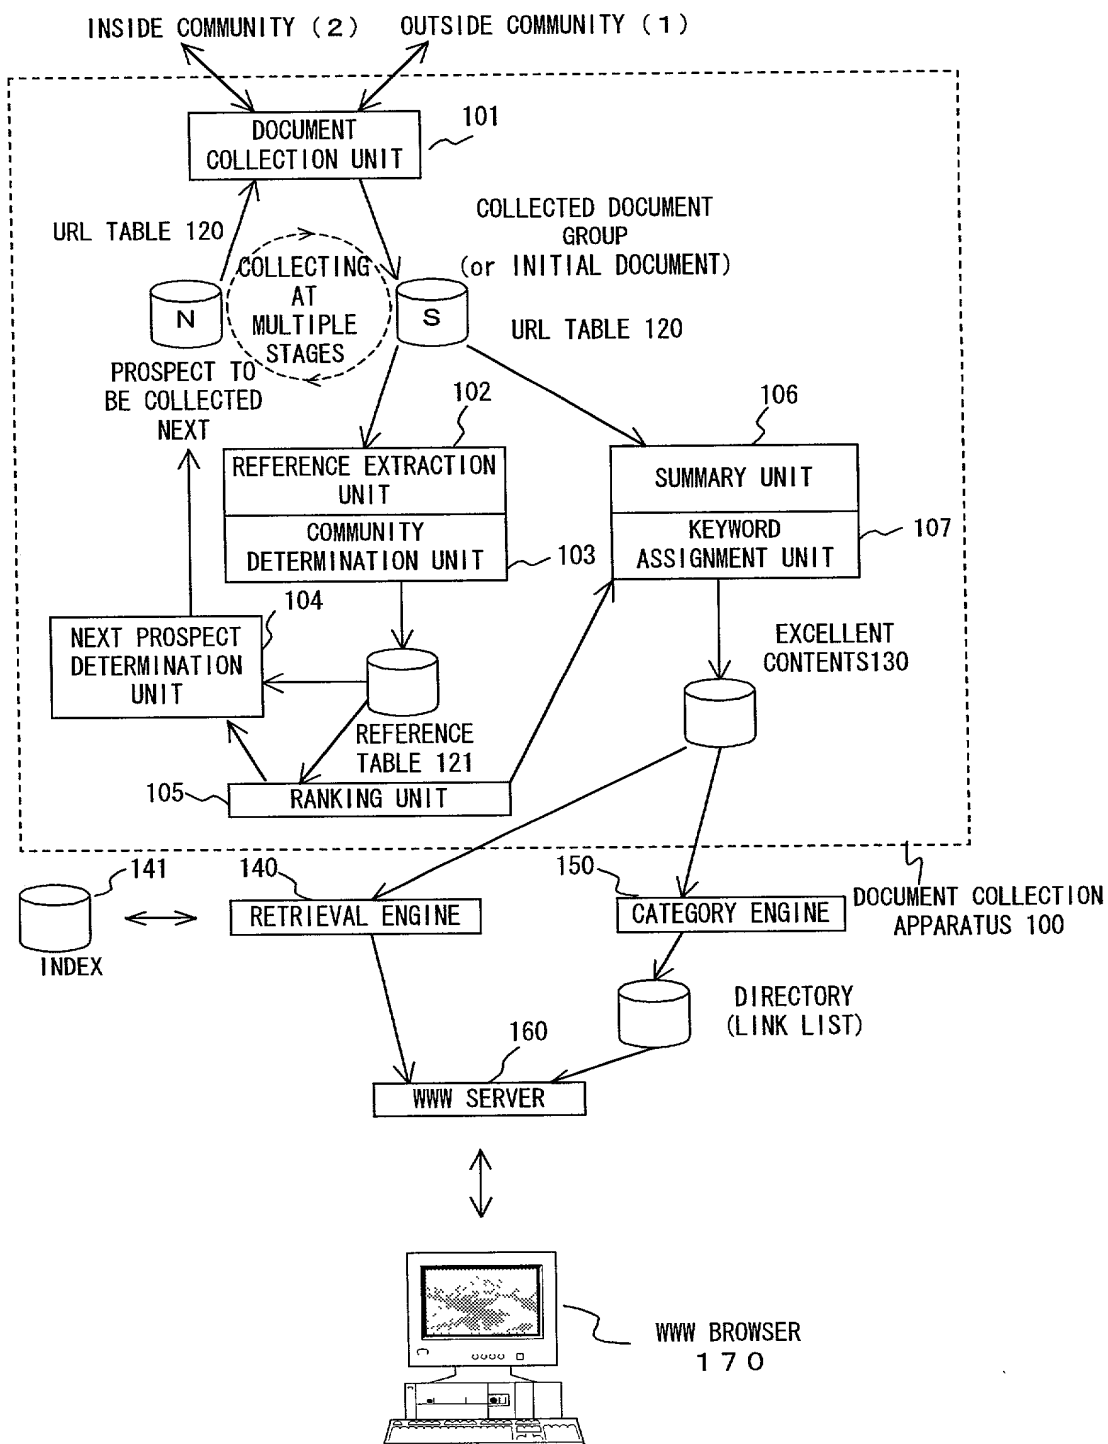 INSIDE COMMUNITY (2)
OUTSIDE COMMUNITY (1)
DOCUMENT
COLLECTION UNIT
101
URL TABLE 120
COLLECTING
AT
MULTIPLE
STAGES
COLLECTED DOCUMENT
GROUP
(or INITIAL DOCUMENT)
N
S
URL TABLE 120
PROSPECT TO
BE COLLECTED
NEXT
102
106
REFERENCE EXTRACTION
UNIT
COMMUNITY
DETERMINATION UNIT
103
SUMMARY UNIT
KEYWORD
ASSIGNMENT UNIT
107
104
NEXT PROSPECT
DETERMINATION
UNIT
EXCELLENT
CONTENTS130
REFERENCE
TABLE 121
105
RANKING UNIT
141
INDEX
140
RETRIEVAL ENGINE
150
CATEGORY ENGINE
DOCUMENT COLLECTION
APPARATUS 100
DIRECTORY
(LINK LIST)
160
WWW SERVER
WWW BROWSER
170